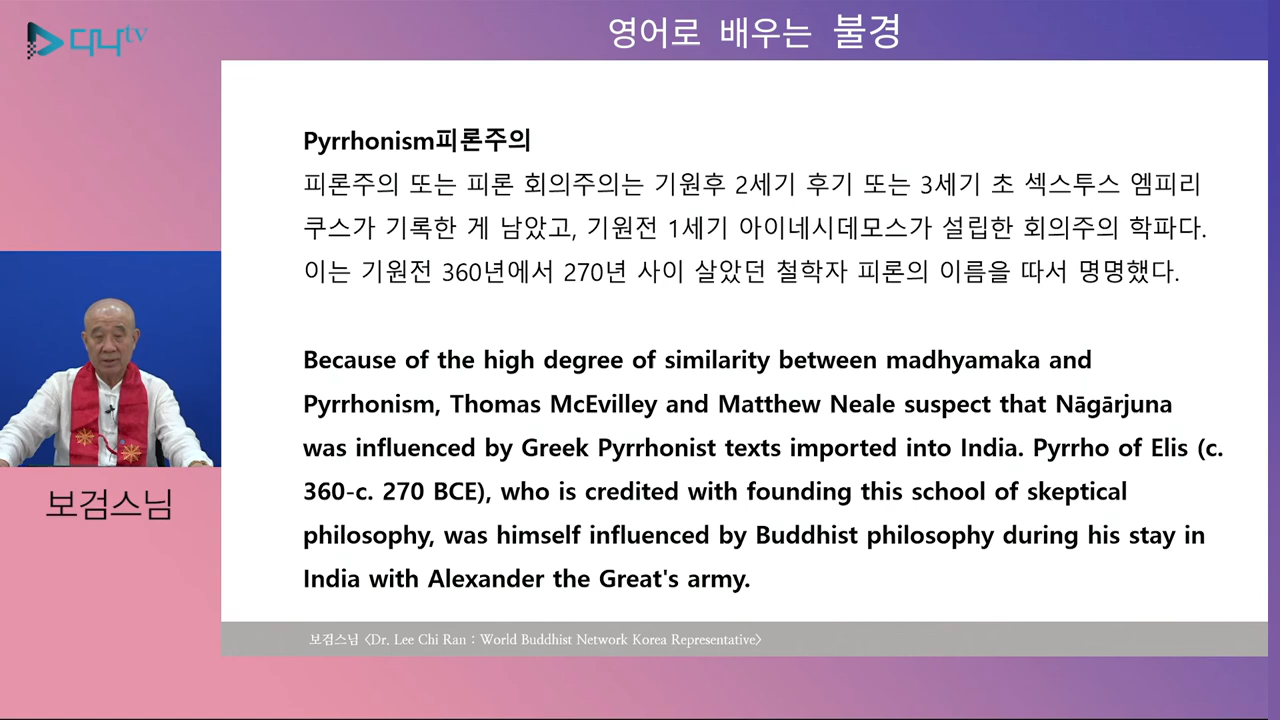 다나tv
영어로 배우는 불경
Pyrrhonism피론주의
피론주의 또는 피론 회의주의는 기원후 2세기 후기 또는 3세기 초 섹스투스 엠피리
쿠스가 기록한 게 남았고, 기원전 1세기 아이네시데모스가 설립한 회의주의 학파다.
이는 기원전 360년에서 270년 사이 살았던 철학자 피론의 이름을 따서 명명했다.
Because of the high degree of similarity between madhyamaka and
Pyrrhonism, Thomas McEvilley and Matthew Neale suspect that Nāgārjuna
was influenced by Greek Pyrrhonist texts imported into India. Pyrrho of Elis (c.
360-c. 270 BCE), who is credited with founding this school of skeptical
philosophy, was himself influenced by Buddhist philosophy during his stay in
India with Alexander the Great's army.
보검스님
보검스님 <Dr. Lee Chi Ran : World Buddhist Network Korea Representative>